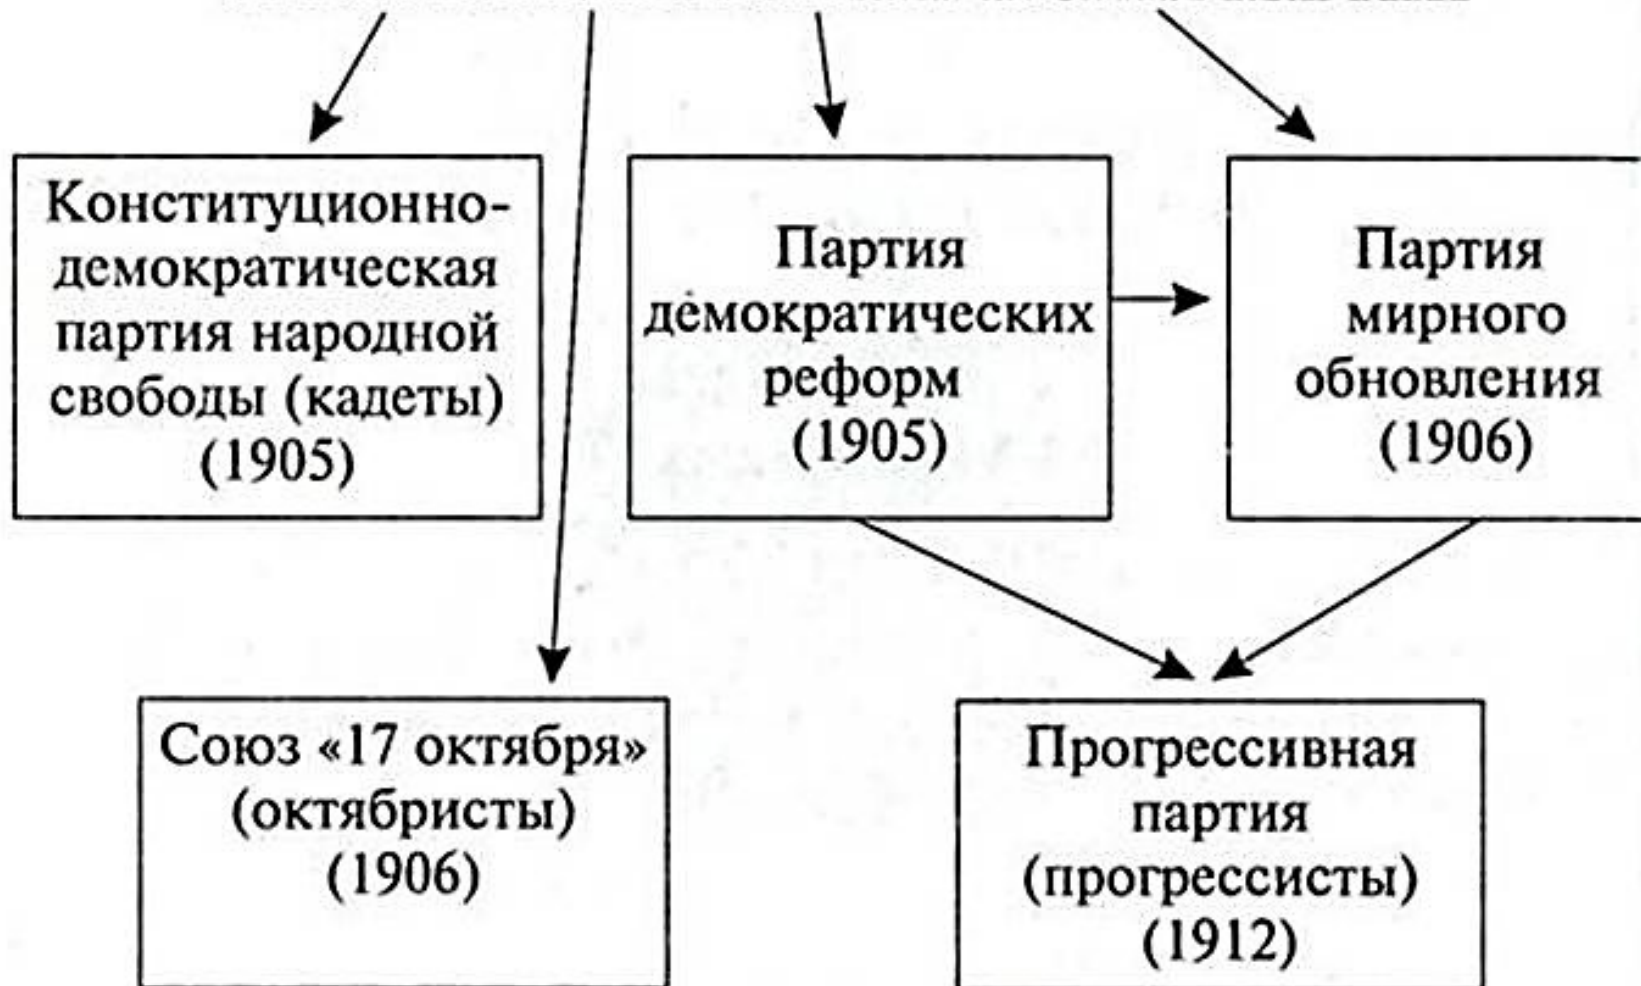 Конституционно-
демократическая
партия народной
свободы (кадеты)
(1905)
Партия
демократических
реформ
(1905)
Партия
мирного
обновления
(1906)
Союз «17 октября»
(октябристы)
(1906)
Прогрессивная
партия
(прогрессисты)
(1912)